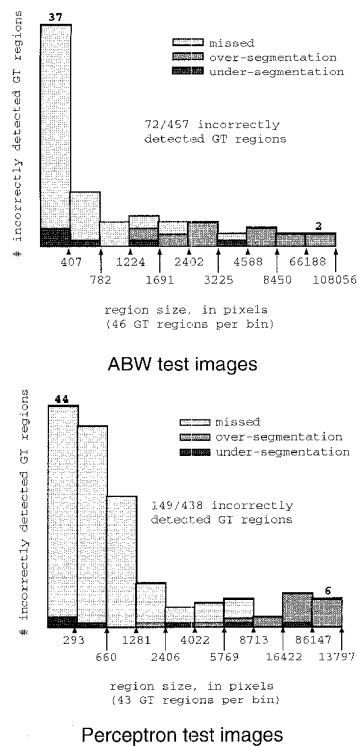 # incorrectly detected GT regions
37
missed
over-segmentation
under-segmentation
72/457 incorrectly
detected GT regions
2
407 1224 2402 4588 66188
782 1691 3225 8450 108056
region size, in pixels
(46 GT regions per bin)
ABW test images
# incorrectly detected GT regions
44
missed
over-segmentation
under-segmentation
149/438 incorrectly
detected GT regions
6
293 1281 4022 8713 86147
660 2406 5769 16422 13797
region size, in pixels
(43 GT regions per bin)
Perceptron test images